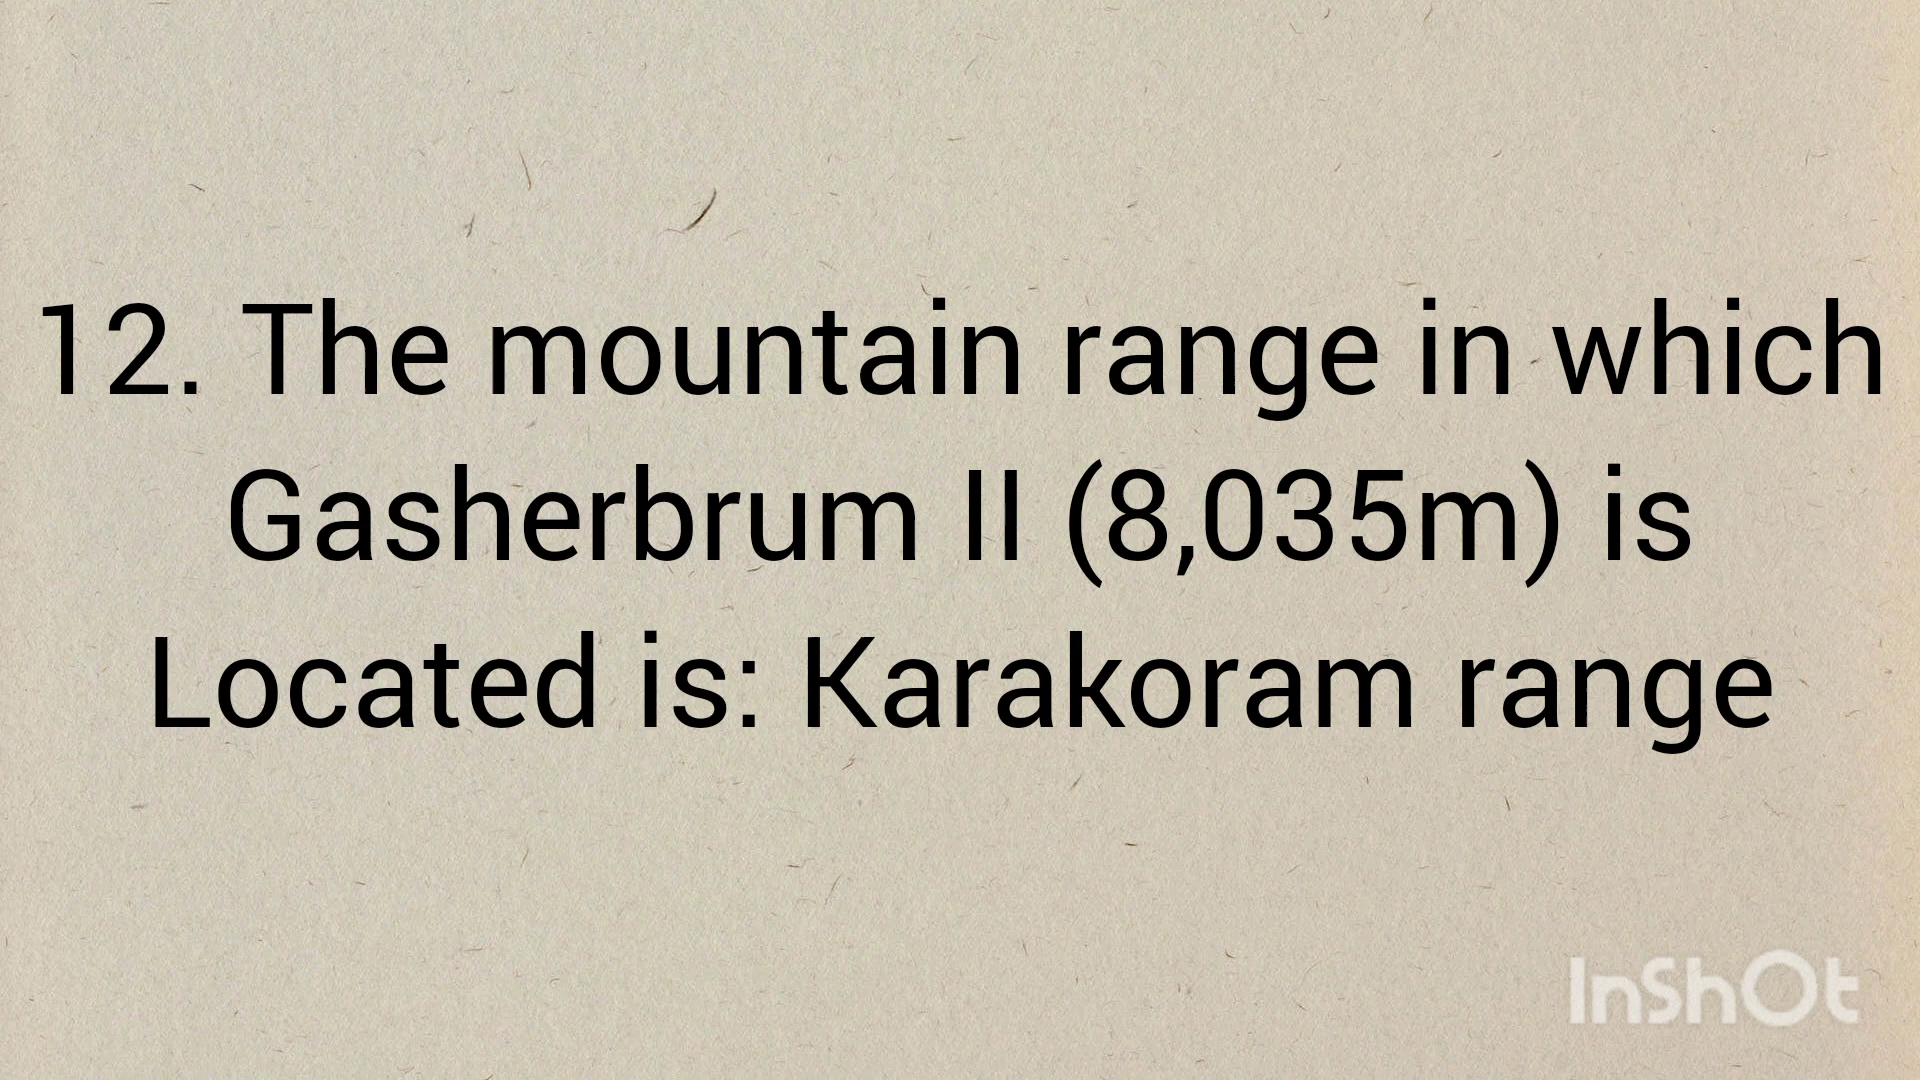 12. The mountain range in which
Gasherbrum II (8,035m) is
Located is: Karakoram range
InShOt